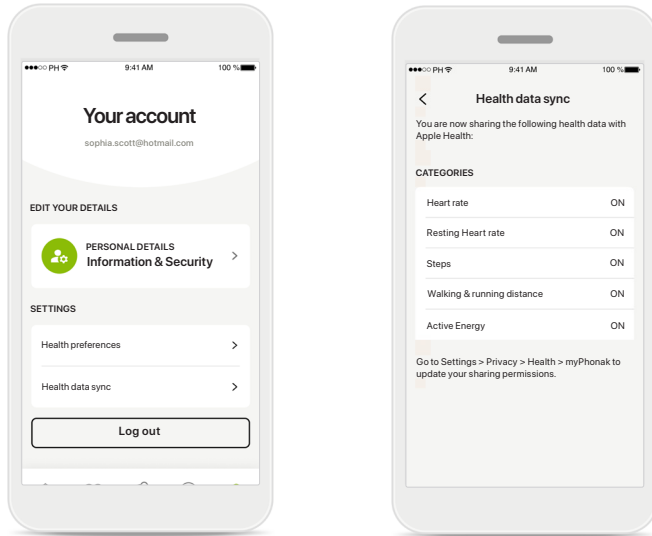 ●●●○○ PH 9:41 AM 100 %
Your account
sophia.scott@hotmail.com
EDIT YOUR DETAILS
PERSONAL DETAILS
Information & Security
SETTINGS
Health preferences
Health data sync
Log out
●●●○○ PH 9:41 AM 100 %
Health data sync
You are now sharing the following health data with
Apple Health:
CATEGORIES
Heart rate ON
Resting Heart rate ON
Steps ON
Walking & running distance ON
Active Energy ON
Go to Settings > Privacy > Health > myPhonak to
update your sharing permissions.